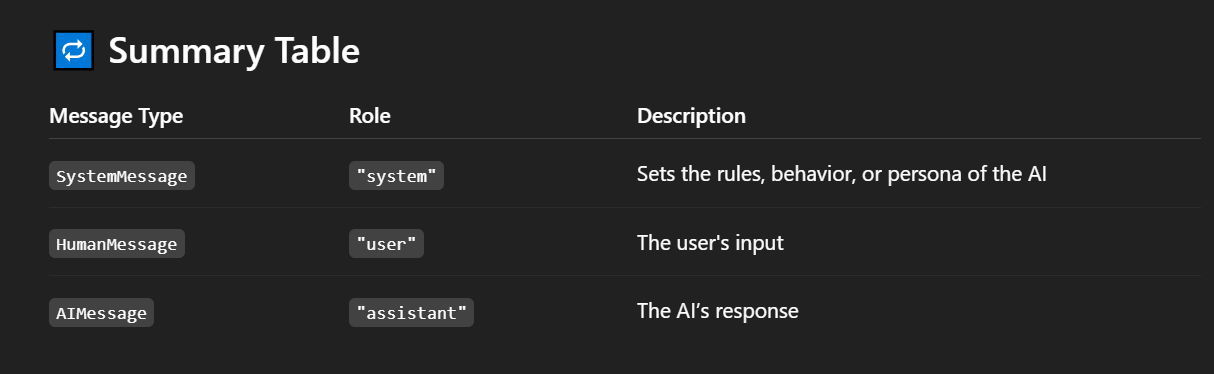 Summary Table
Message Type Role Description
SystemMessage "system" Sets the rules, behavior, or persona of the AI
HumanMessage "user" The user's input
AIMessage "assistant" The AI’s response